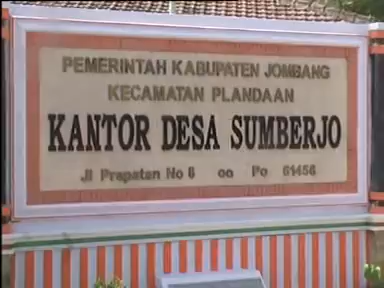 PEMERINTAH KABUPATEN JOMBANG
KECAMATAN PLANDAAN
KANTOR DESA SUMBERJO
Jl Prapatan No 6 Po 61456